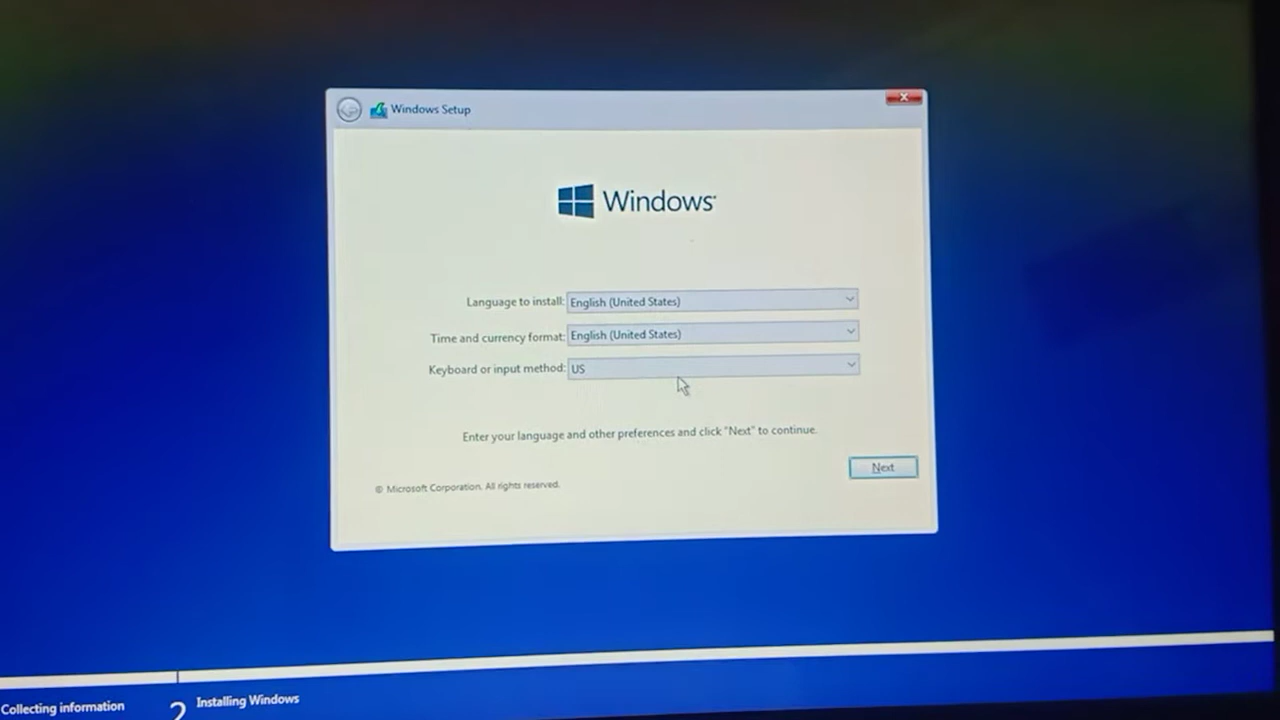 Windows Setup
Windows
Language to install: English (United States)
Time and currency format: English (United States)
Keyboard or input method: US
Enter your language and other preferences and click "Next" to continue.
Next
© Microsoft Corporation. All rights reserved.
Collecting information
2 Installing Windows